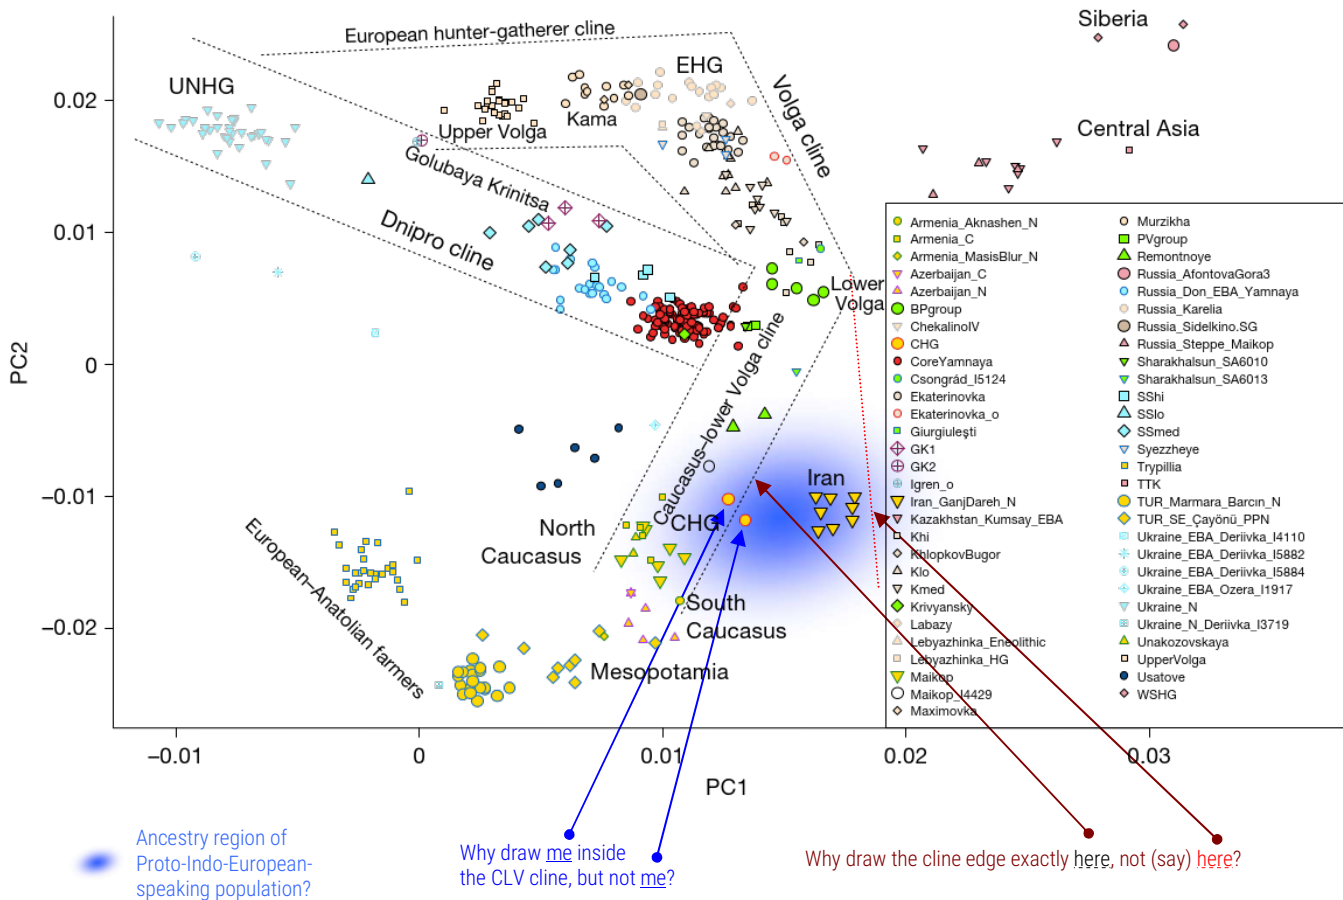 European hunter-gatherer cline
Siberia
UNHG
EHG
Volga cline
Upper Volga
Kama
Central Asia
Golubaya Krinitsa
Dnipro cline
Lower
Volga
Caucasus–lower Volga cline
Iran
CHG
North
Caucasus
South
Caucasus
Mesopotamia
European–Anatolian farmers
PC2
0.02
0.01
0
−0.01
−0.02
−0.01
0
0.01
0.02
0.03
PC1
Armenia_Aknashen_N
Armenia_C
Armenia_MasisBlur_N
Azerbaijan_C
Azerbaijan_N
BPgroup
ChekalinoIV
CHG
CoreYamnaya
Csongrád_I5124
Ekaterinovka
Ekaterinovka_o
Giurgiuleşti
GK1
GK2
Igren_o
Iran_GanjDareh_N
Kazakhstan_Kumsay_EBA
Khi
KhlopkovBugor
Klo
Kmed
Krivyansky
Labazy
Lebyazhinka_Eneolithic
Lebyazhinka_HG
Maikop
Maikop_I4429
Maximovka
Murzikha
PVgroup
Remontnoye
Russia_AfontovaGora3
Russia_Don_EBA_Yamnaya
Russia_Karelia
Russia_Sidelkino.SG
Russia_Steppe_Maikop
Sharakhalsun_SA6010
Sharakhalsun_SA6013
SShi
SSlo
SSmed
Syezzheye
Trypillia
TTK
TUR_Marmara_Barcın_N
TUR_SE_Çayönü_PPN
Ukraine_EBA_Deriivka_I4110
Ukraine_EBA_Deriivka_I5882
Ukraine_EBA_Deriivka_I5884
Ukraine_EBA_Ozera_I1917
Ukraine_N
Ukraine_N_Deriivka_I3719
Unakozovskaya
UpperVolga
Usatove
WSHG
Ancestry region of
Proto-Indo-European-
speaking population?
Why draw me inside
the CLV cline, but not me?
Why draw the cline edge exactly here, not (say) here?